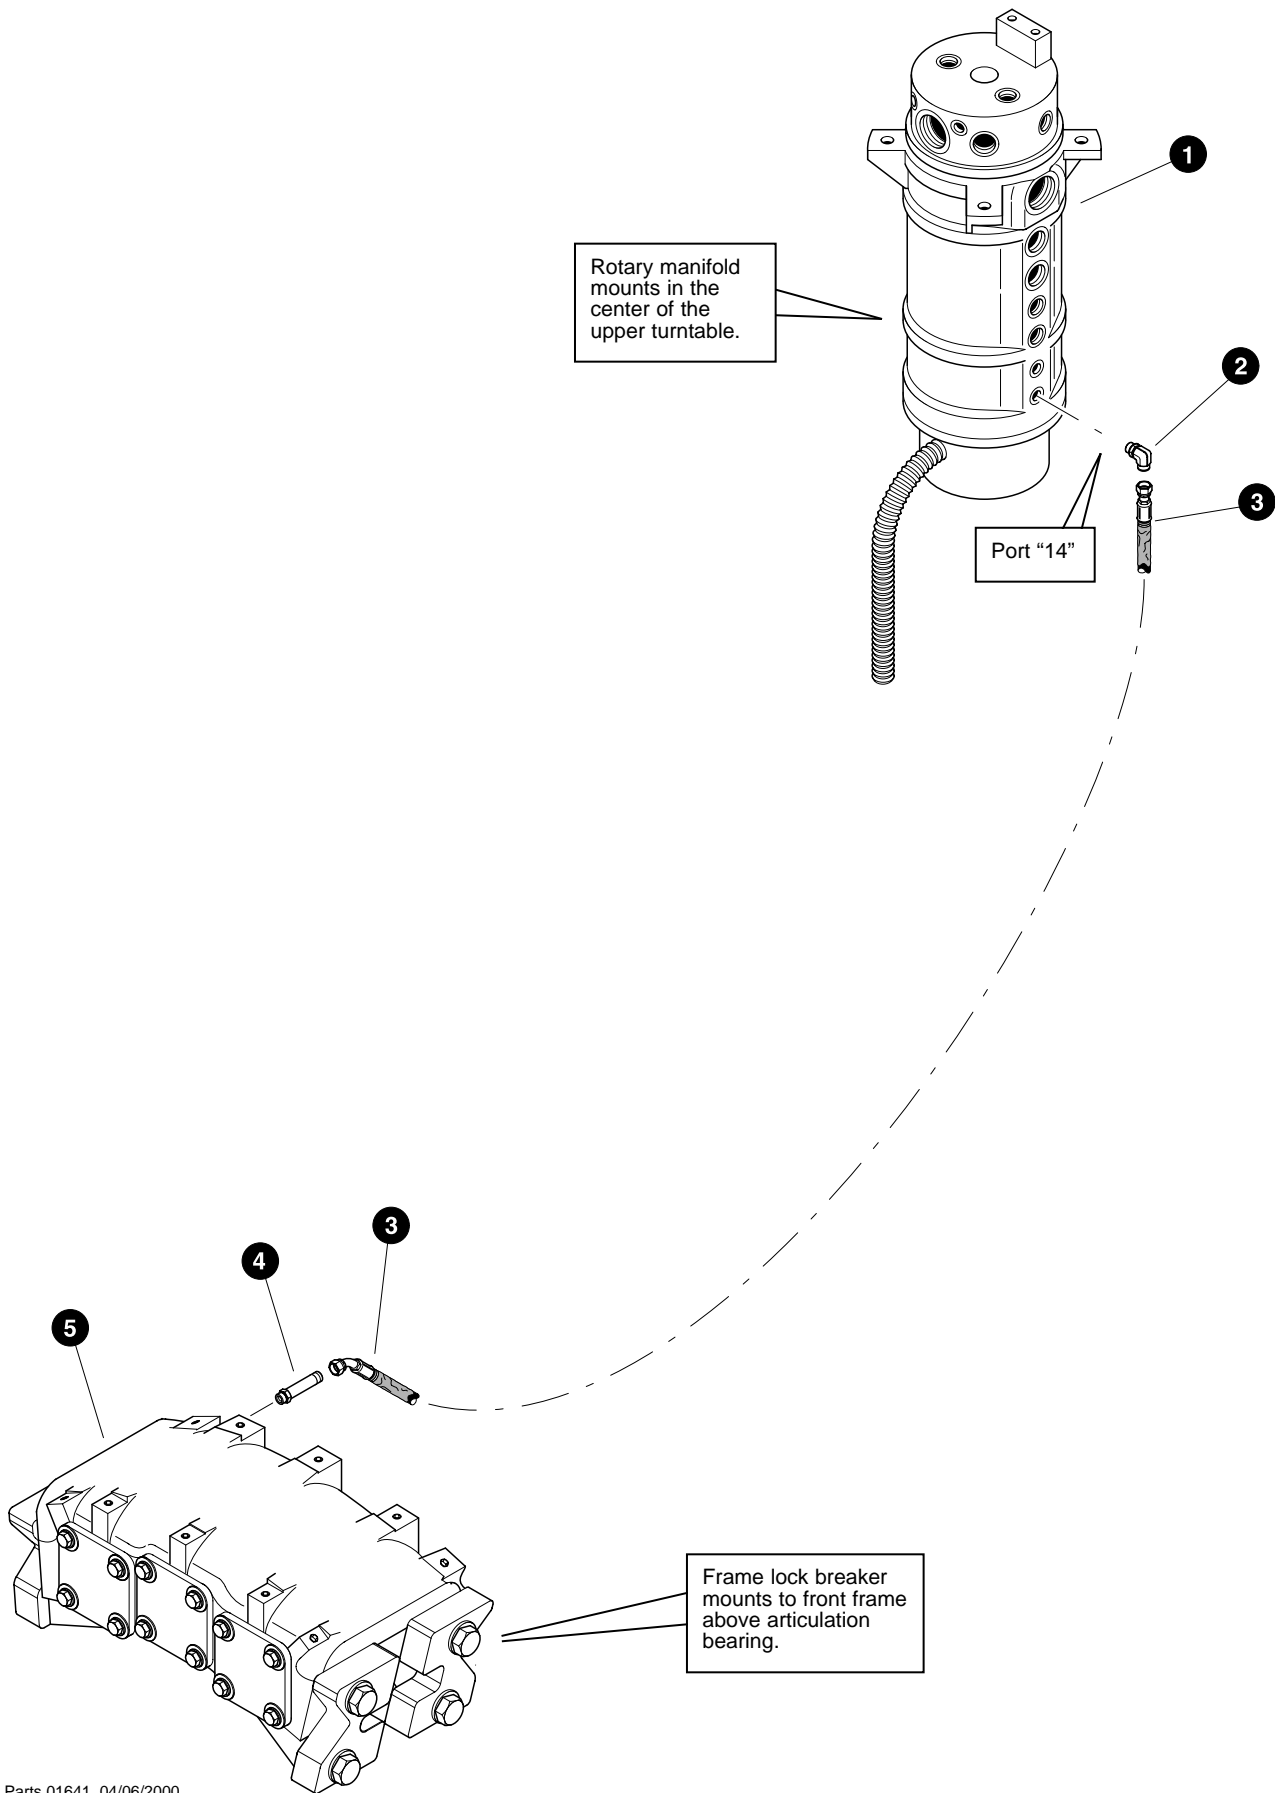 1
Rotary manifold
mounts in the
center of the
upper turntable.
2
3
Port “14”
3
4
5
Frame lock breaker
mounts to front frame
above articulation
bearing.
Parts 01641 04/06/2000